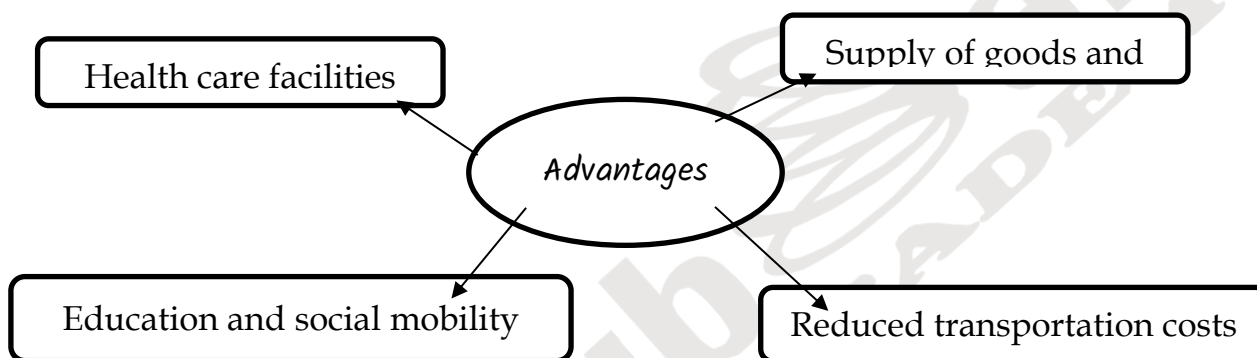 Supply of goods and
Health care facilities
Advantages
Education and social mobility
Reduced transportation costs